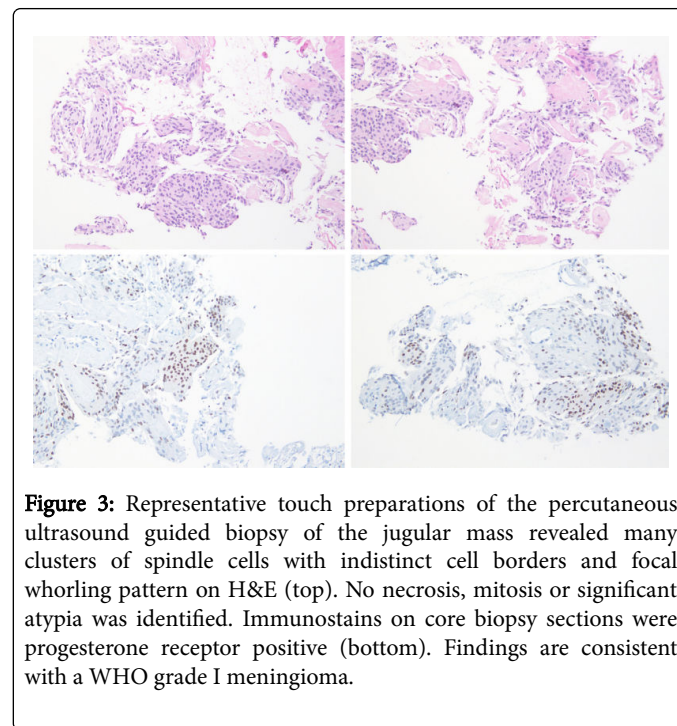 Figure 3: Representative touch preparations of the percutaneous
ultrasound guided biopsy of the jugular mass revealed many
clusters of spindle cells with indistinct cell borders and focal
whorling pattern on H&E (top). No necrosis, mitosis or significant
atypia was identified. Immunostains on core biopsy sections were
progesterone receptor positive (bottom). Findings are consistent
with a WHO grade I meningioma.